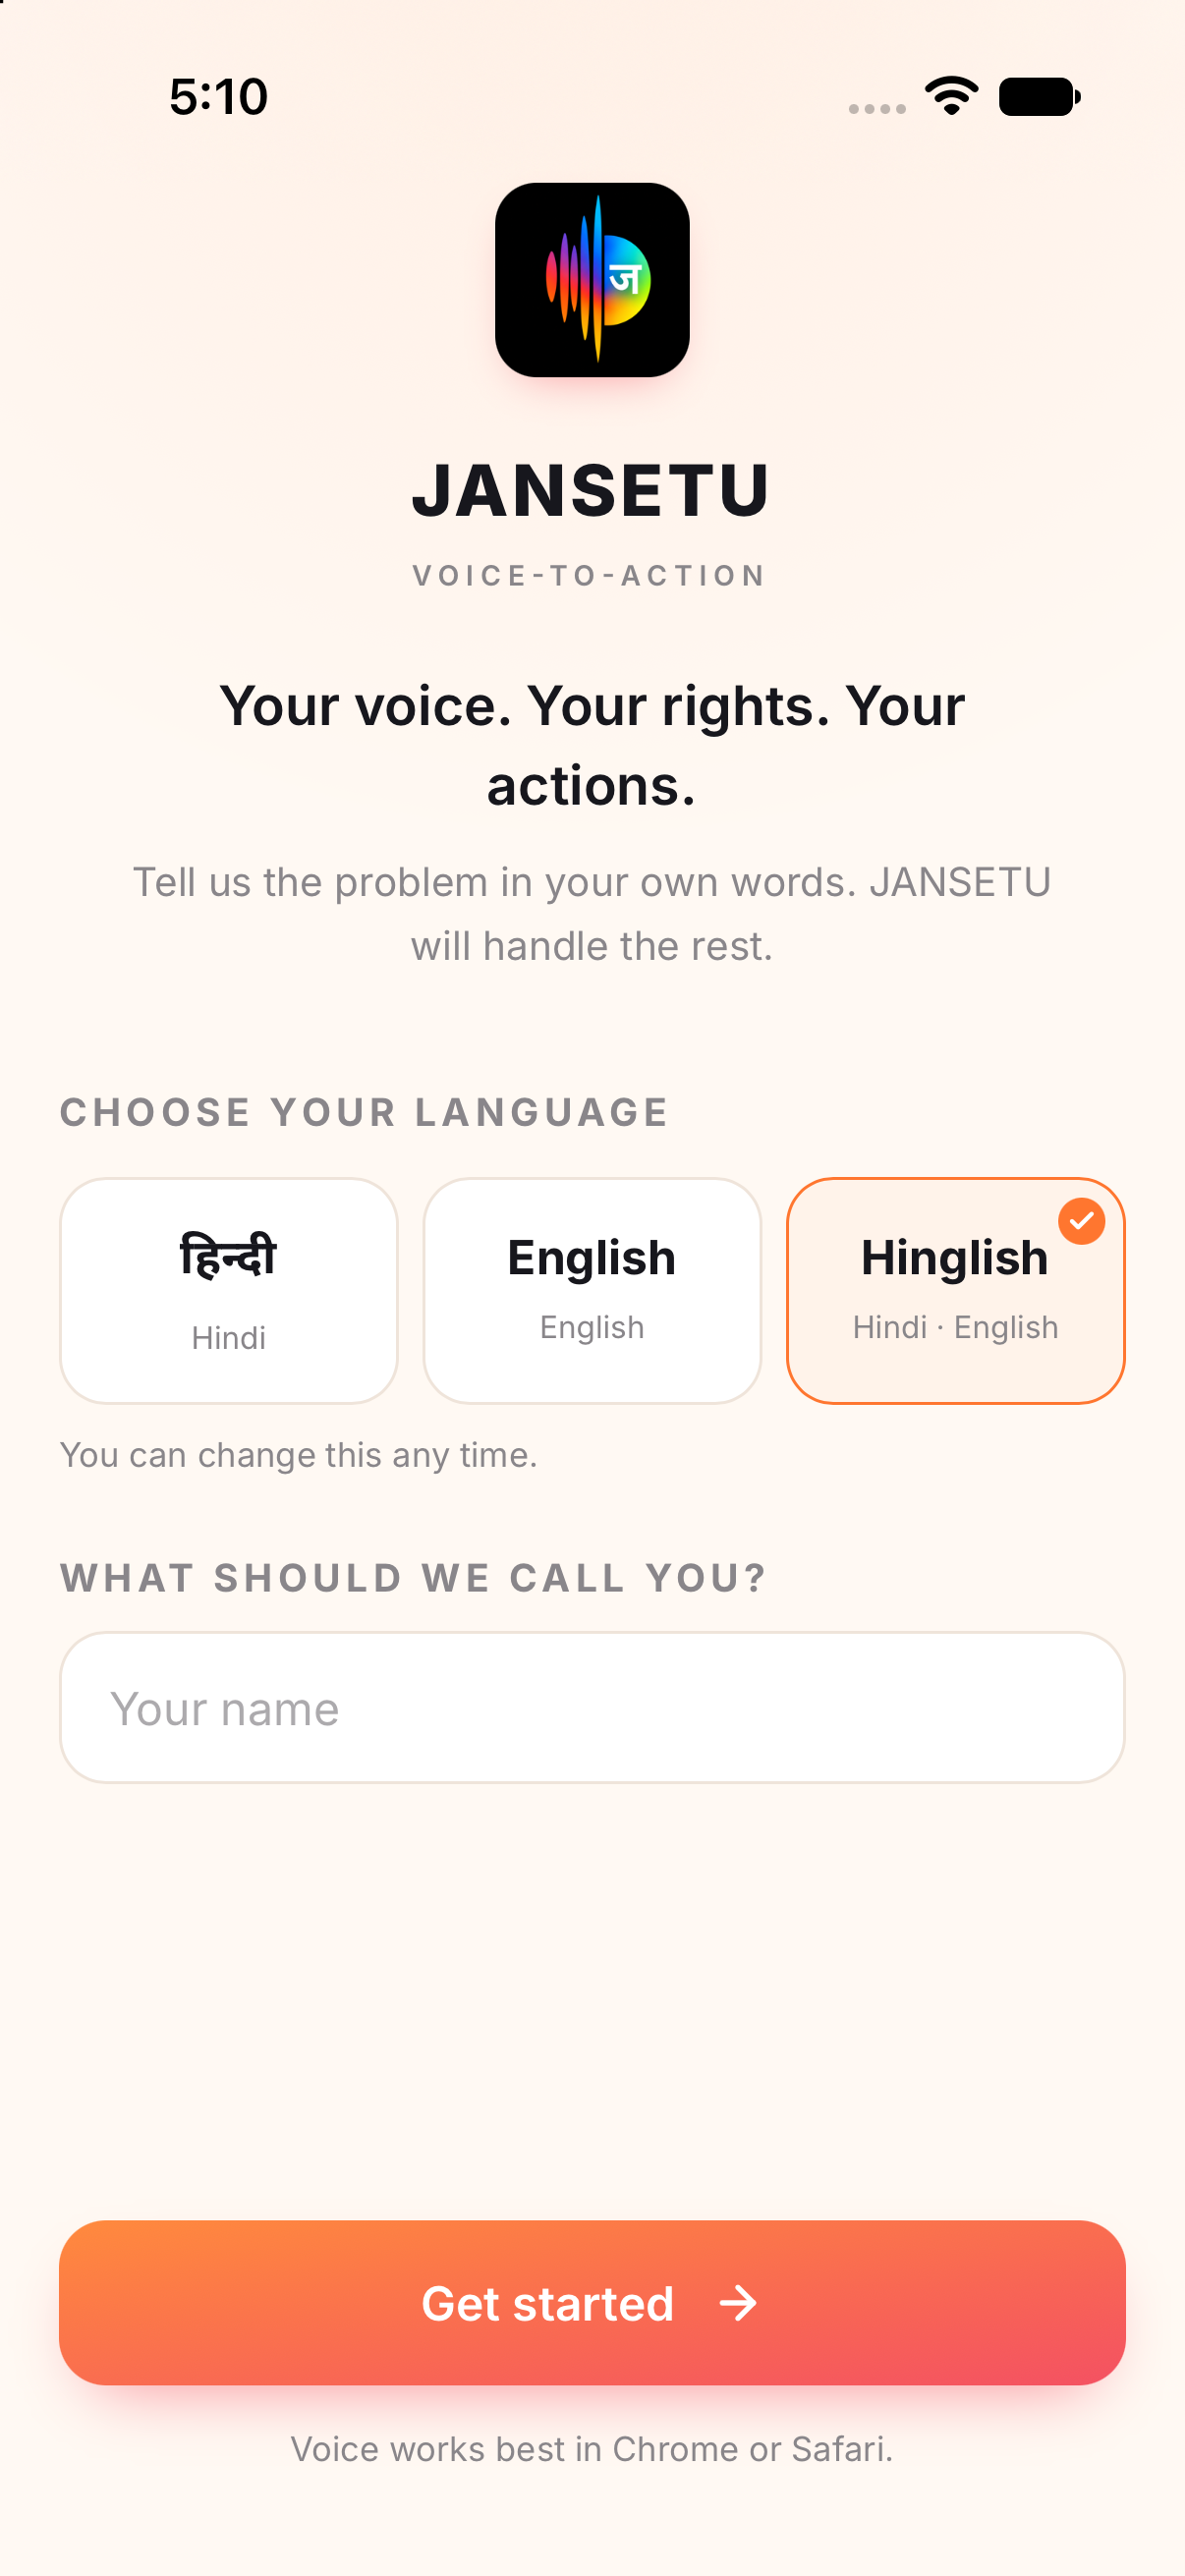 5:10
ज
JANSETU
VOICE-TO-ACTION
Your voice. Your rights. Your
actions.
Tell us the problem in your own words. JANSETU
will handle the rest.
CHOOSE YOUR LANGUAGE
हिन्दी
Hindi
English
English
Hinglish
Hindi · English
You can change this any time.
WHAT SHOULD WE CALL YOU?
Your name
Get started →
Voice works best in Chrome or Safari.